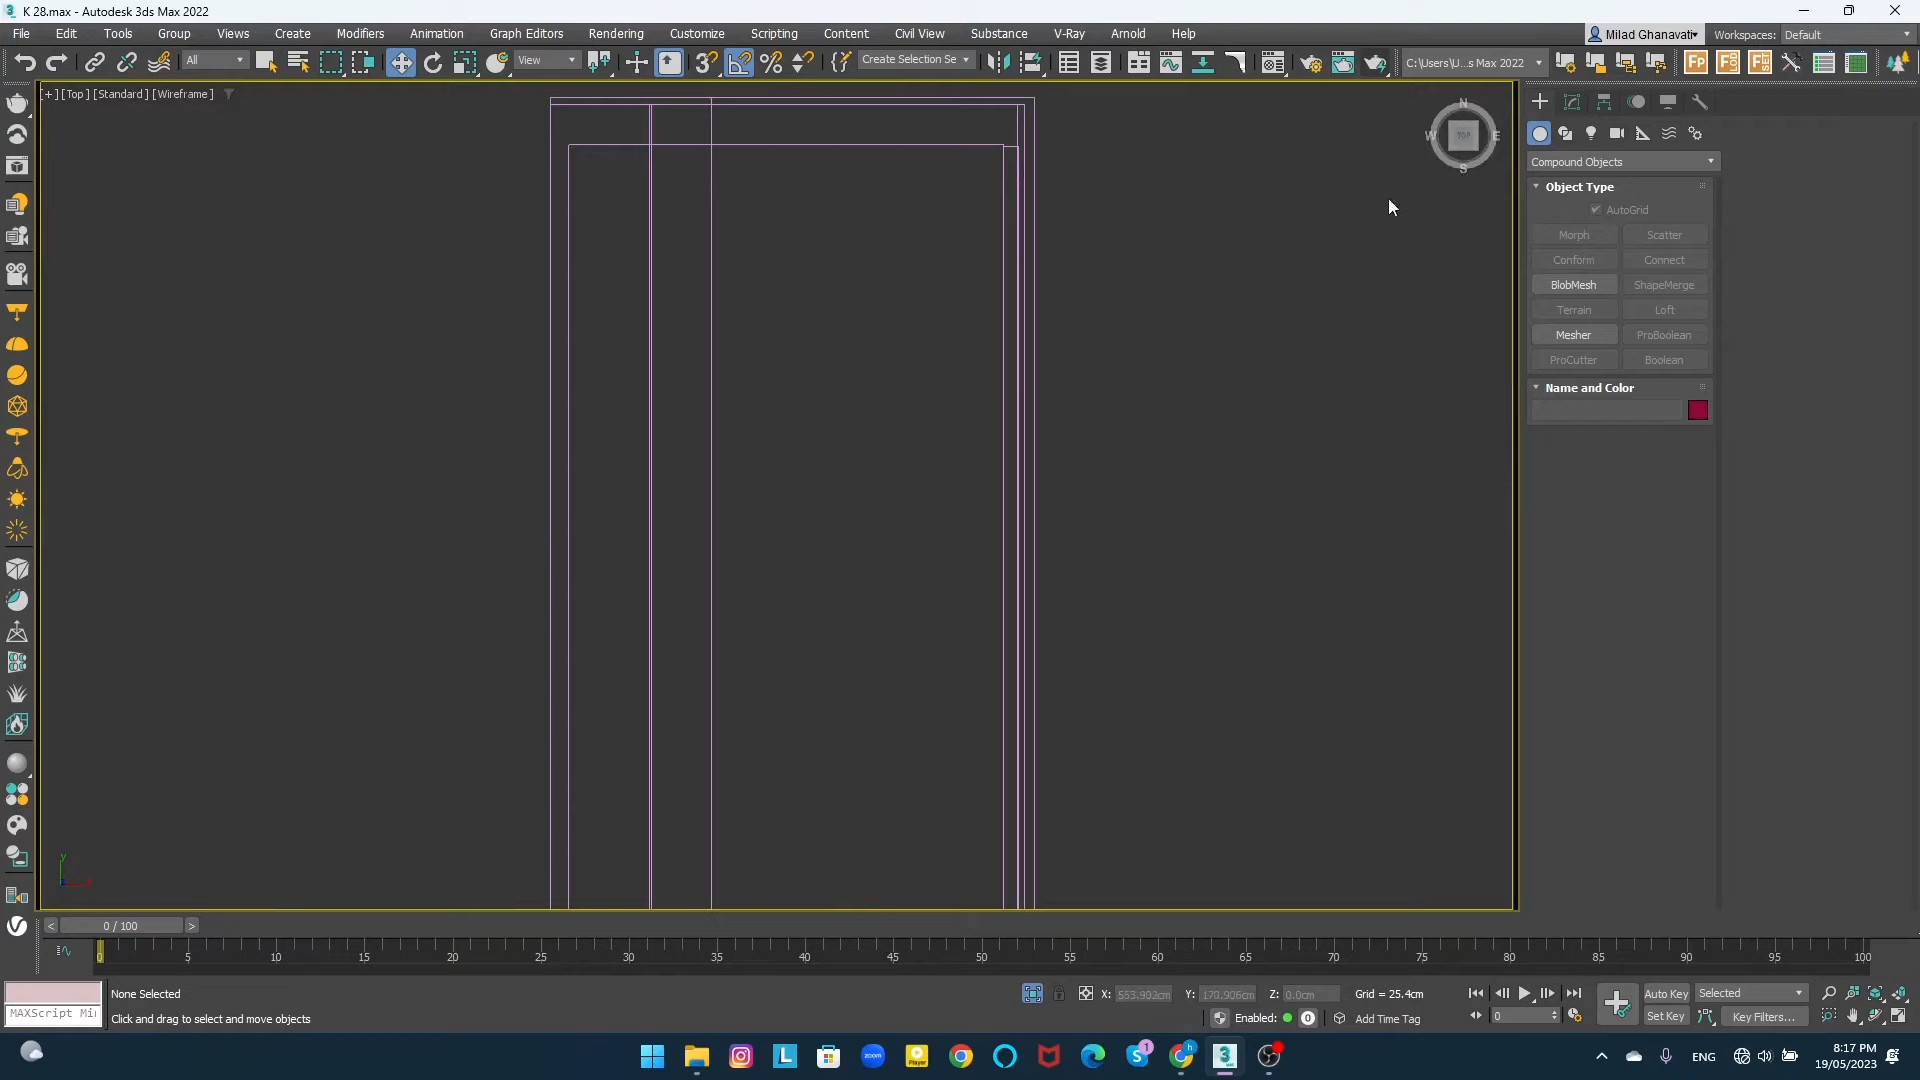 K 28.max - Autodesk 3ds Max 2022
File Edit Tools Group Views Create Modifiers Animation Graph Editors Rendering Customize Scripting Content Civil View Substance V-Ray Arnold Help
Milad Ghanavati
Workspaces: Default
All
View
Create Selection Se
C:\Users\U...s Max 2022
[+] [Top] [Standard] [Wireframe]
N
W TOP E
S
Compound Objects
Object Type
AutoGrid
Morph Scatter
Conform Connect
BlobMesh ShapeMerge
Terrain Loft
Mesher ProBoolean
ProCutter Boolean
Name and Color
y
< 0 / 100 >
0 5 10 15 20 25 30 35 40 45 50 55 60 65 70 75 80 85 90 95 100
None Selected
X: 553.902cm Y: 170.906cm Z: 0.0cm Grid = 25.4cm
Auto Key Selected
MAXScript Mi
Click and drag to select and move objects
Enabled: 0 Add Time Tag
0
Set Key Key Filters...
zoom
Player
1
h
3
ENG
8:17 PM
19/05/2023